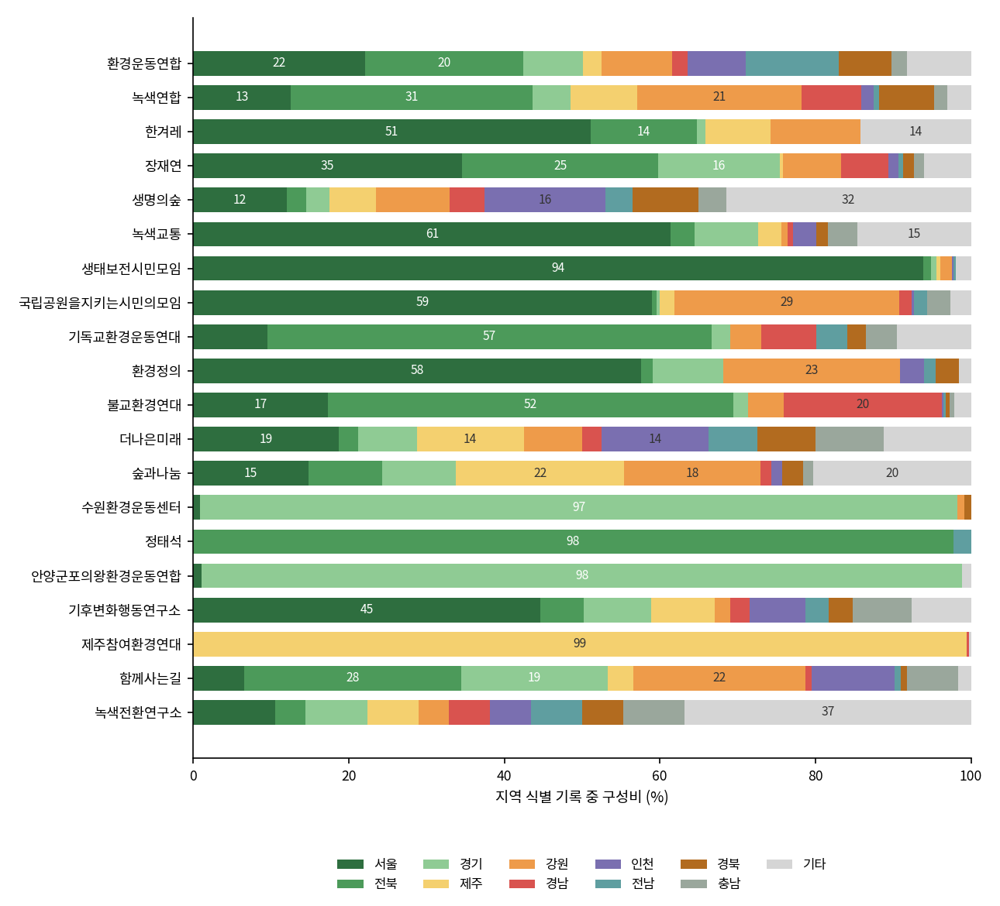 환경운동연합 22 20
녹색연합 13 31 21
한겨레 51 14 14
장재연 35 25 16
생명의숲 12 16 32
녹색교통 61 15
생태보전시민모임 94
국립공원을지키는시민의모임 59 29
기독교환경운동연대 57
환경정의 58 23
불교환경연대 17 52 20
더나은미래 19 14 14
숲과나눔 15 22 18 20
수원환경운동센터 97
정태석 98
안양군포의왕환경운동연합 98
기후변화행동연구소 45
제주참여환경연대 99
함께사는길 28 19 22
녹색전환연구소 37
0 20 40 60 80 100
지역 식별 기록 중 구성비 (%)
서울 경기 강원 인천 경북 기타
전북 제주 경남 전남 충남